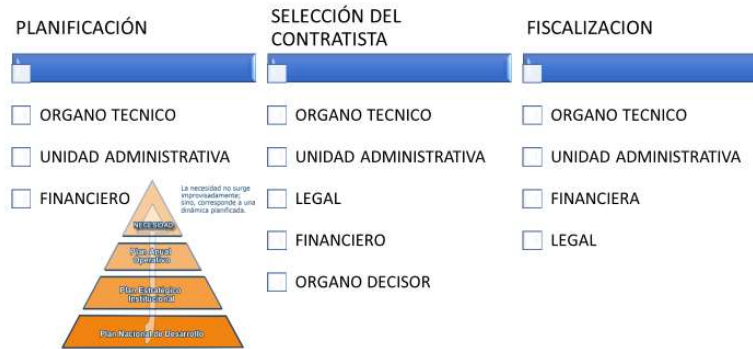 PLANIFICACIÓN
ORGANO TECNICO
UNIDAD ADMINISTRATIVA
FINANCIERO
La necesidad no surge
improvisadamente;
sino, corresponde a una
dinámica planificada.
NECESIDAD
Plan Anual
Operativo
Plan Estratégico
Institucional
Plan Nacional de Desarrollo
SELECCIÓN DEL
CONTRATISTA
ORGANO TECNICO
UNIDAD ADMINISTRATIVA
LEGAL
FINANCIERO
ORGANO DECISOR
FISCALIZACION
ORGANO TECNICO
UNIDAD ADMINISTRATIVA
FINANCIERA
LEGAL